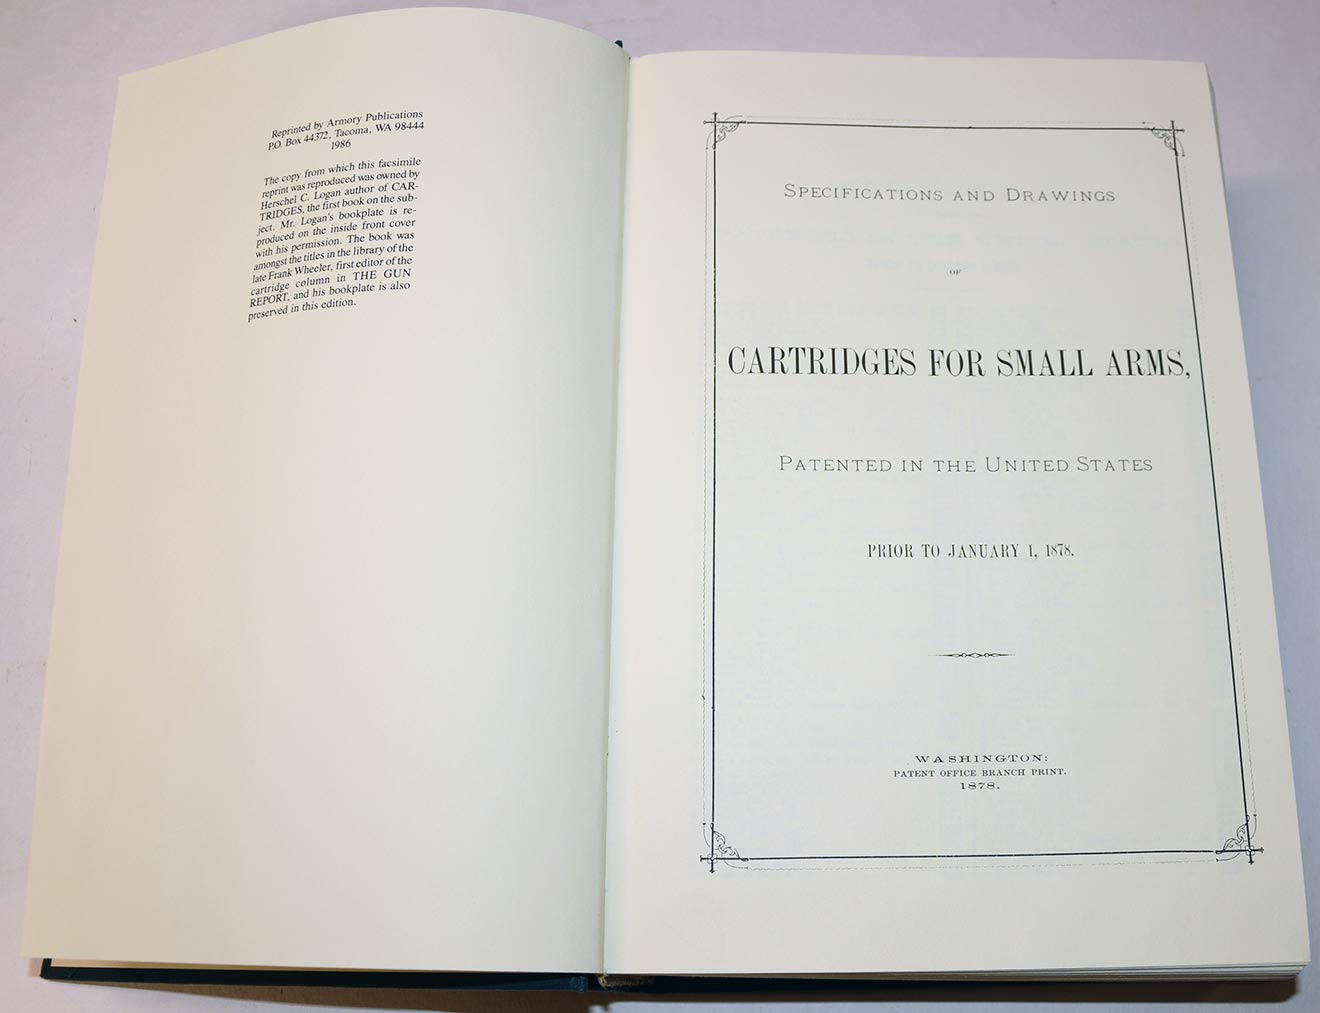 Reprinted by Armory Publications
P.O. Box 44372, Tacoma, WA 98444
1986
The copy from which this facsimile
reprint was reproduced was owned by
Herschel C. Logan author of CAR-
TRIDGES, the first book on the sub-
ject. Mr. Logan's bookplate is re-
produced on the inside front cover
with his permission. The book was
amongst the titles in the library of the
late Frank Wheeler, first editor of the
cartridge column in THE GUN
REPORT, and his bookplate is also
preserved in this edition.
SPECIFICATIONS AND DRAWINGS
OF
CARTRIDGES FOR SMALL ARMS,
PATENTED IN THE UNITED STATES
PRIOR TO JANUARY 1, 1878.
WASHINGTON:
PATENT OFFICE BRANCH PRINT.
1878.